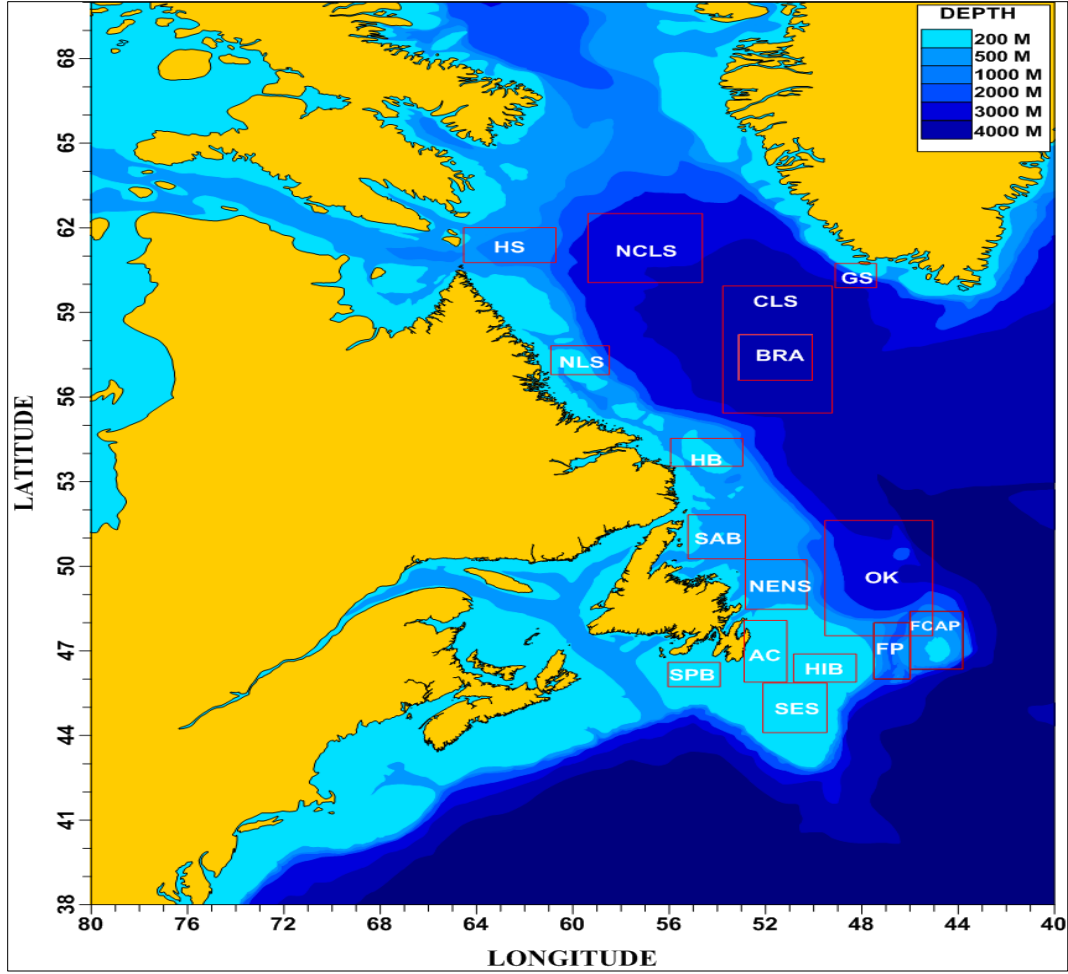 DEPTH
200 M
500 M
1000 M
2000 M
3000 M
4000 M
68
65
62
59
56
53
50
47
44
41
38
LATITUDE
HS
NCLS
GS
CLS
BRA
NLS
HB
SAB
NENS
OK
FCAP
FP
AC
HIB
SPB
SES
80 76 72 68 64 60 56 52 48 44 40
LONGITUDE